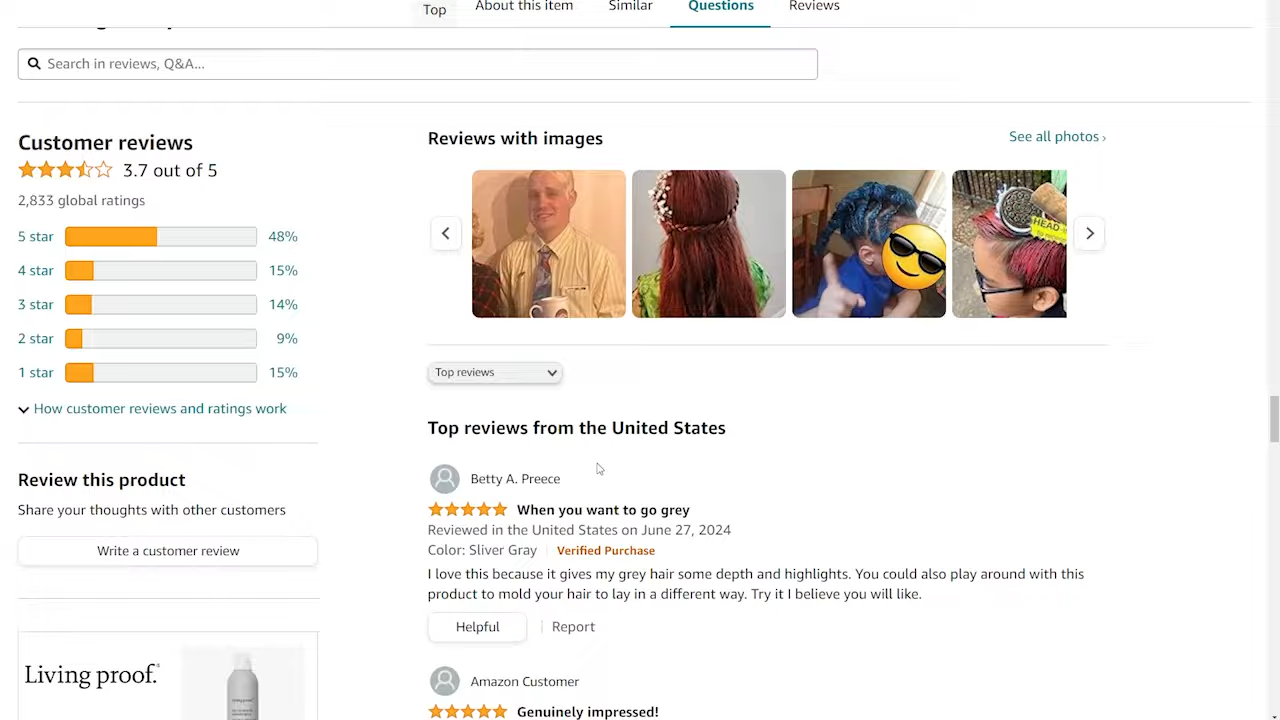 Top
About this item
Similar
Questions
Reviews
Search in reviews, Q&A...
Customer reviews
3.7 out of 5
2,833 global ratings
5 star 48%
4 star 15%
3 star 14%
2 star 9%
1 star 15%
How customer reviews and ratings work
Review this product
Share your thoughts with other customers
Write a customer review
Living proof.
Reviews with images
See all photos ›
HEAD
Top reviews
Top reviews from the United States
Betty A. Preece
When you want to go grey
Reviewed in the United States on June 27, 2024
Color: Sliver Gray
Verified Purchase
I love this because it gives my grey hair some depth and highlights. You could also play around with this
product to mold your hair to lay in a different way. Try it I believe you will like.
Helpful
Report
Amazon Customer
Genuinely impressed!